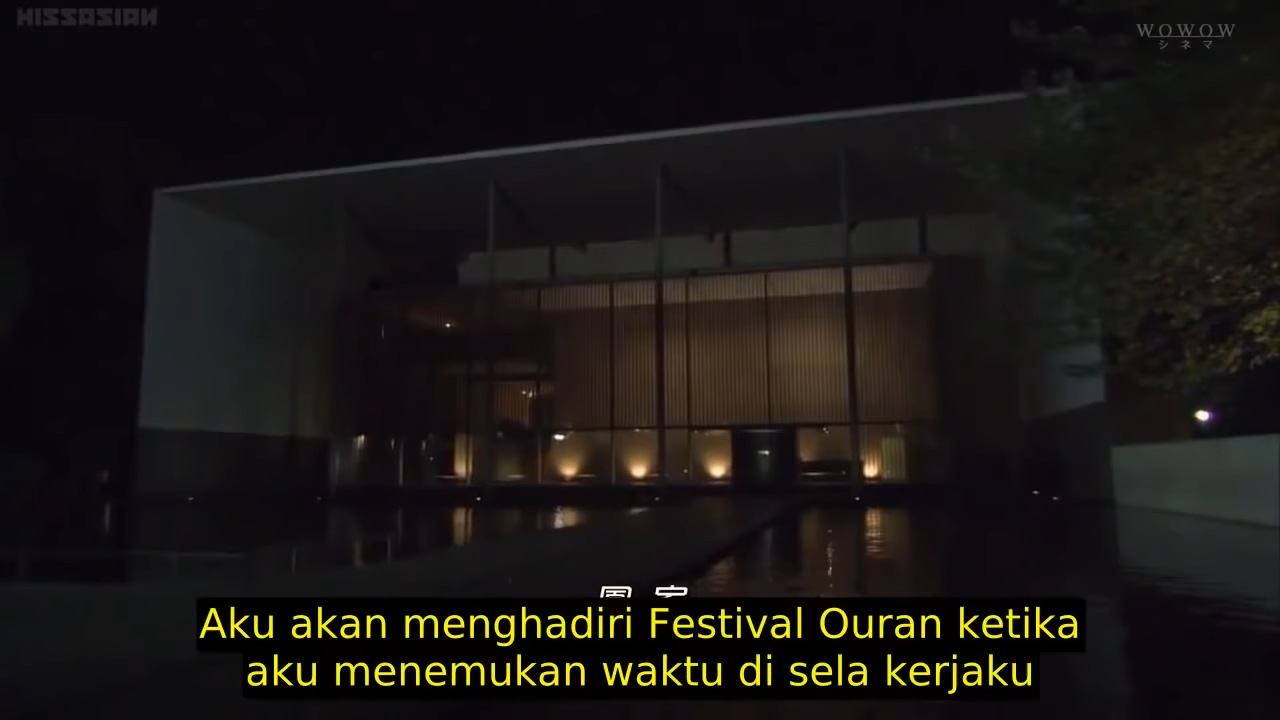 HISSASIAN
WOWOW
シネマ
Aku akan menghadiri Festival Ouran ketika
aku menemukan waktu di sela kerjaku